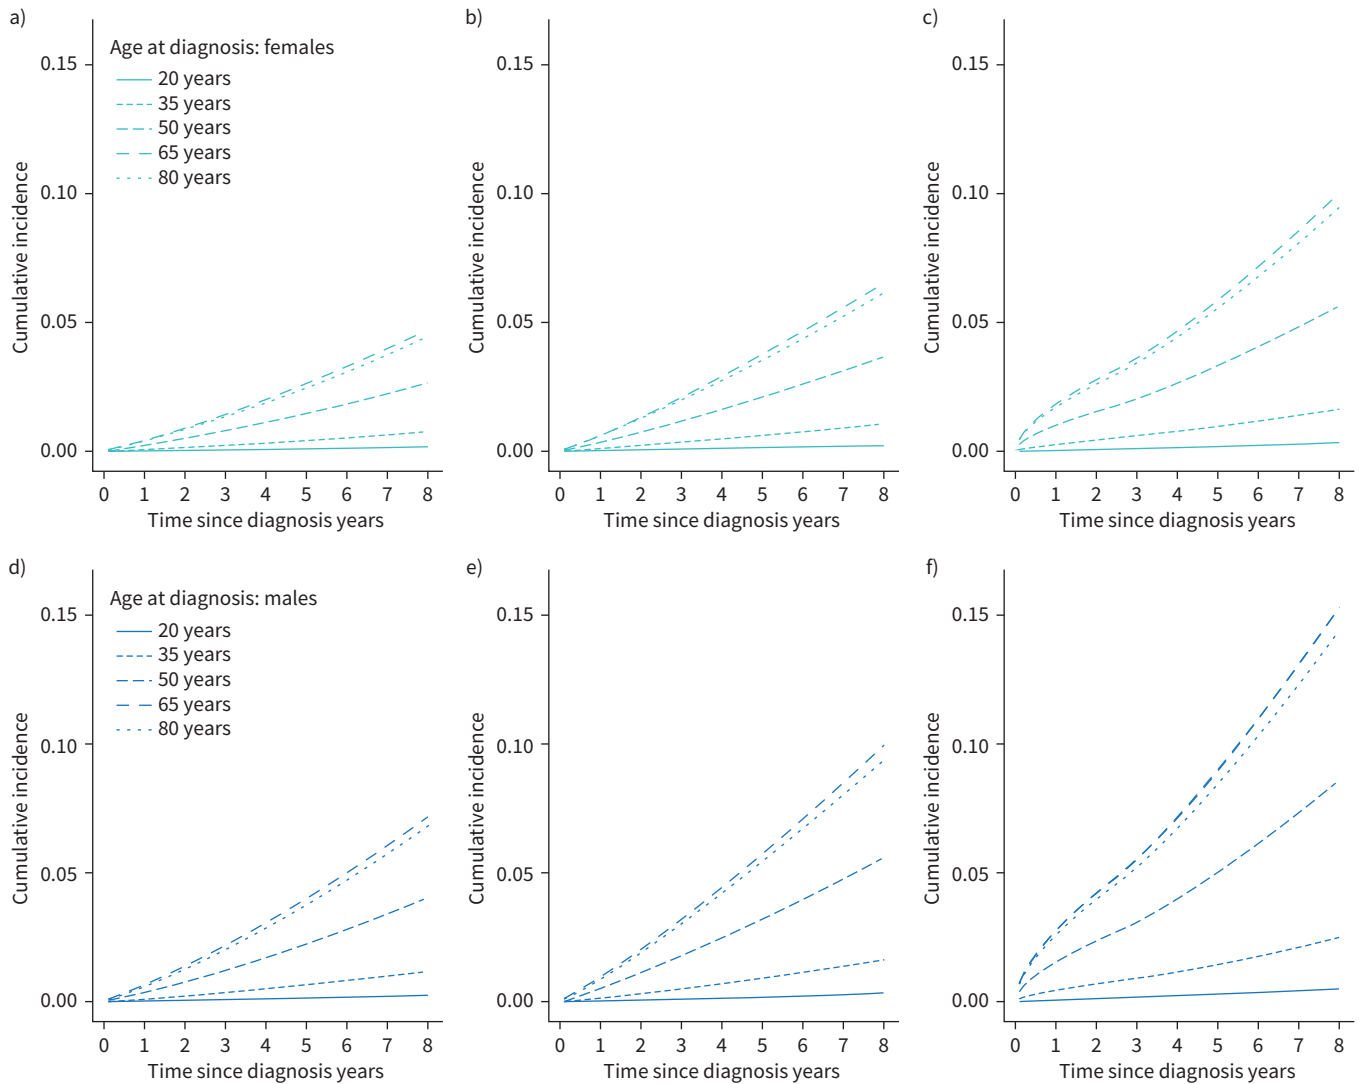 a)
Age at diagnosis: females
20 years
35 years
50 years
65 years
80 years
0.15
0.10
0.05
0.00
Cumulative incidence
0 1 2 3 4 5 6 7 8
Time since diagnosis years
b)
0.15
0.10
0.05
0.00
Cumulative incidence
0 1 2 3 4 5 6 7 8
Time since diagnosis years
c)
0.15
0.10
0.05
0.00
Cumulative incidence
0 1 2 3 4 5 6 7 8
Time since diagnosis years
d)
Age at diagnosis: males
20 years
35 years
50 years
65 years
80 years
0.15
0.10
0.05
0.00
Cumulative incidence
0 1 2 3 4 5 6 7 8
Time since diagnosis years
e)
0.15
0.10
0.05
0.00
Cumulative incidence
0 1 2 3 4 5 6 7 8
Time since diagnosis years
f)
0.15
0.10
0.05
0.00
Cumulative incidence
0 1 2 3 4 5 6 7 8
Time since diagnosis years